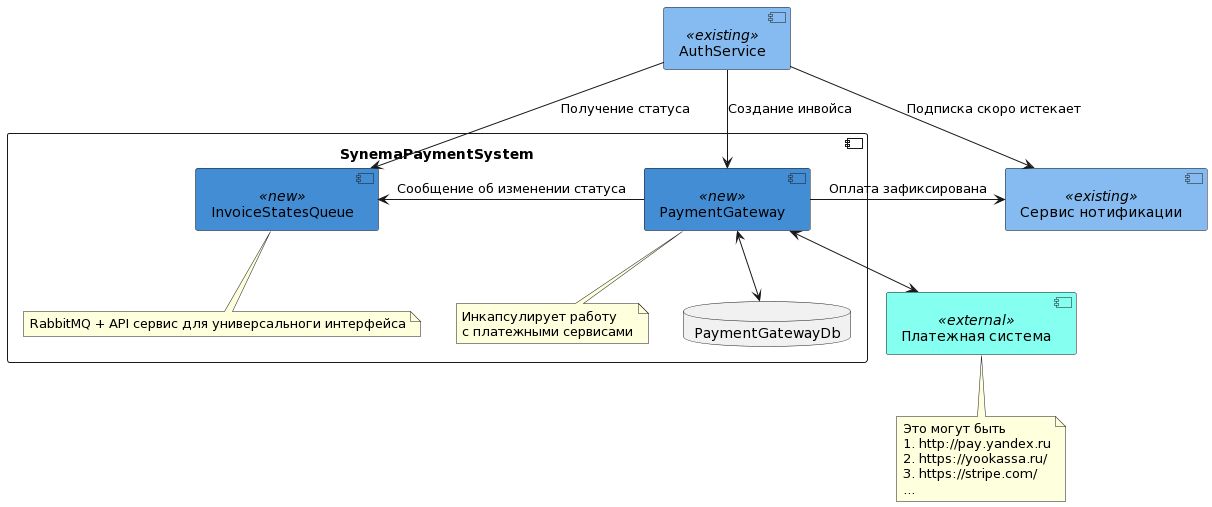 «existing»
AuthService
Получение статуса
Создание инвойса
Подписка скоро истекает
SynemaPaymentSystem
«new»
InvoiceStatesQueue
Сообщение об изменении статуса
«new»
PaymentGateway
Оплата зафиксирована
«existing»
Сервис нотификации
RabbitMQ + API сервис для универсальноги интерфейса
Инкапсулирует работу
с платежными сервисами
PaymentGatewayDb
«external»
Платежная система
Это могут быть
1. http://pay.yandex.ru
2. https://yookassa.ru/
3. https://stripe.com/
...